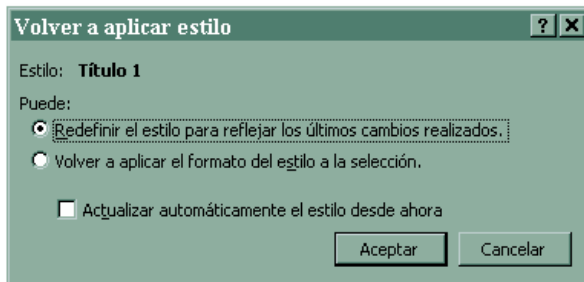 Volver a aplicar estilo ? X
Estilo: Título 1
Puede:
Redefinir el estilo para reflejar los últimos cambios realizados.
Volver a aplicar el formato del estilo a la selección.
Actualizar automáticamente el estilo desde ahora
Aceptar Cancelar